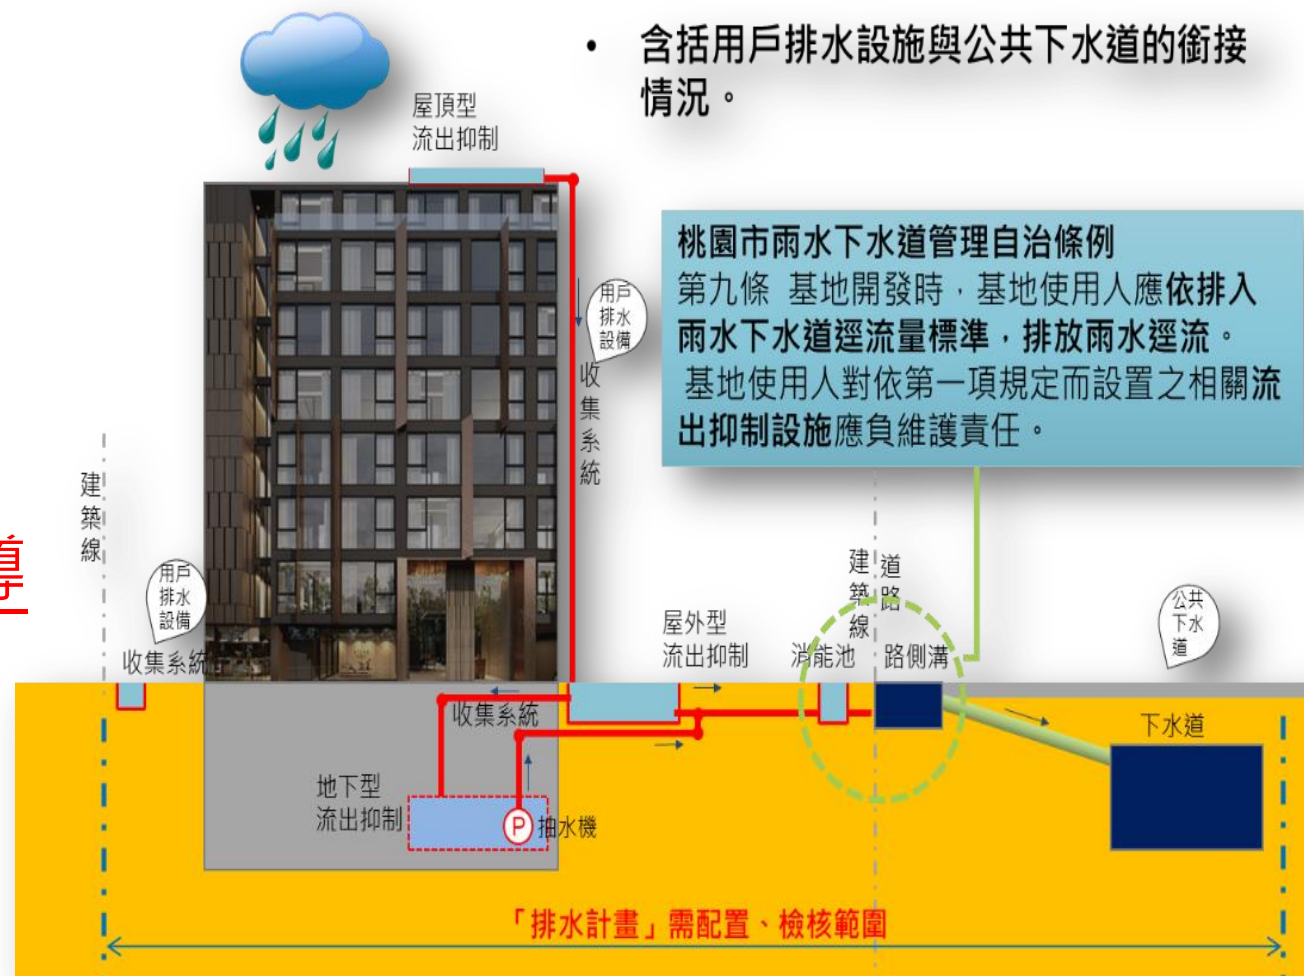 • 含括用戶排水設施與公共下水道的銜接
情況。
屋頂型
流出抑制
桃園市雨水下水道管理自治條例
第九條 基地開發時，基地使用人應依排入
雨水下水道逕流量標準，排放雨水逕流。
基地使用人對依第一項規定而設置之相關流
出抑制設施應負維護責任。
用戶
排水
設備
收集系統
建築線
導
用戶
排水
設備
收集系統
屋外型
流出抑制
消能池
建築線
道路
路側溝
公共
下水
道
收集系統
下水道
地下型
流出抑制
P
抽水機
「排水計畫」需配置、檢核範圍